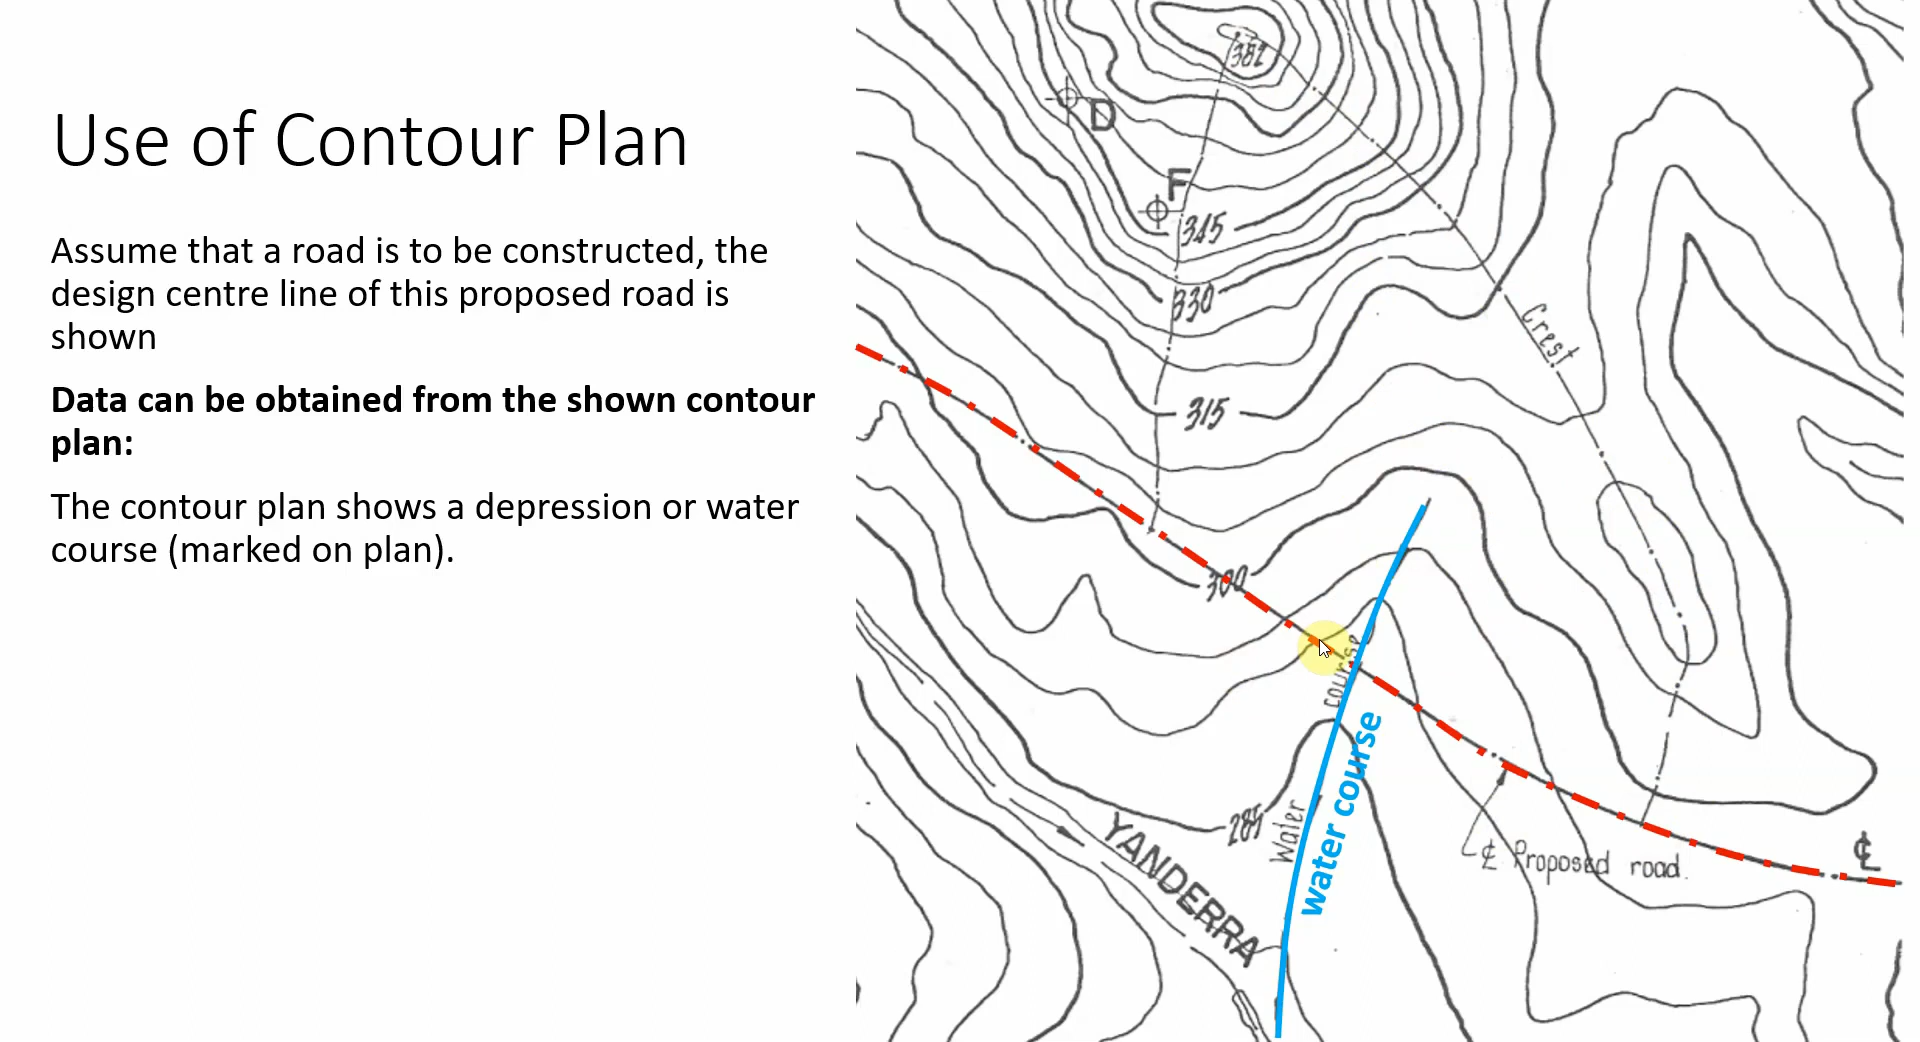 Use of Contour Plan
Assume that a road is to be constructed, the
design centre line of this proposed road is
shown
Data can be obtained from the shown contour
plan:
The contour plan shows a depression or water
course (marked on plan).
382
D
F
345
330
Crest
315
300
course
water course
285
Water
YANDERRA
℄ Proposed road.
℄